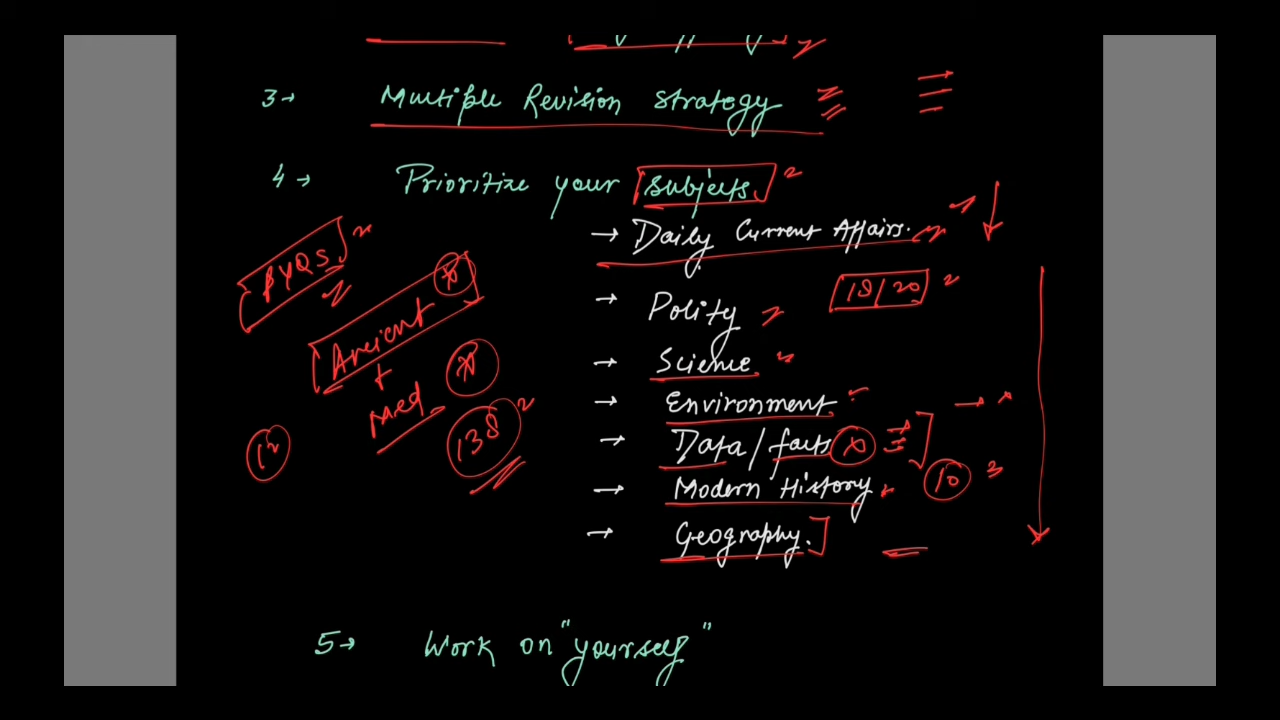 3→ Multiple Revision Strategy
4→ Prioritize your subjects.
→ Daily Current Affairs.
PYQs
→ Polity 18/20
Ancient
+
Med
→ Science
→ Environment
→ Data/facts
138
12
→ Modern History 10
→ Geography.
5→ Work on "yourself"